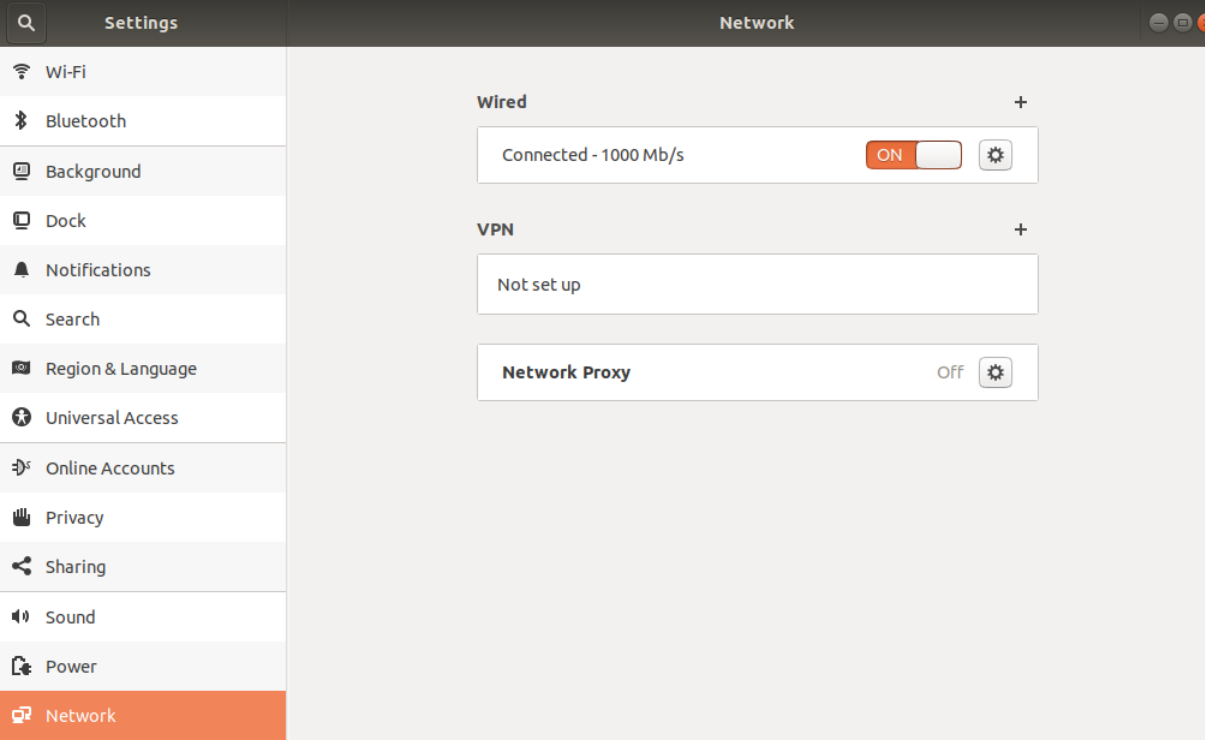 Settings
Network
Wi-Fi
Bluetooth
Background
Dock
Notifications
Search
Region & Language
Universal Access
Online Accounts
Privacy
Sharing
Sound
Power
Network
Wired
Connected - 1000 Mb/s
ON
VPN
Not set up
Network Proxy
Off